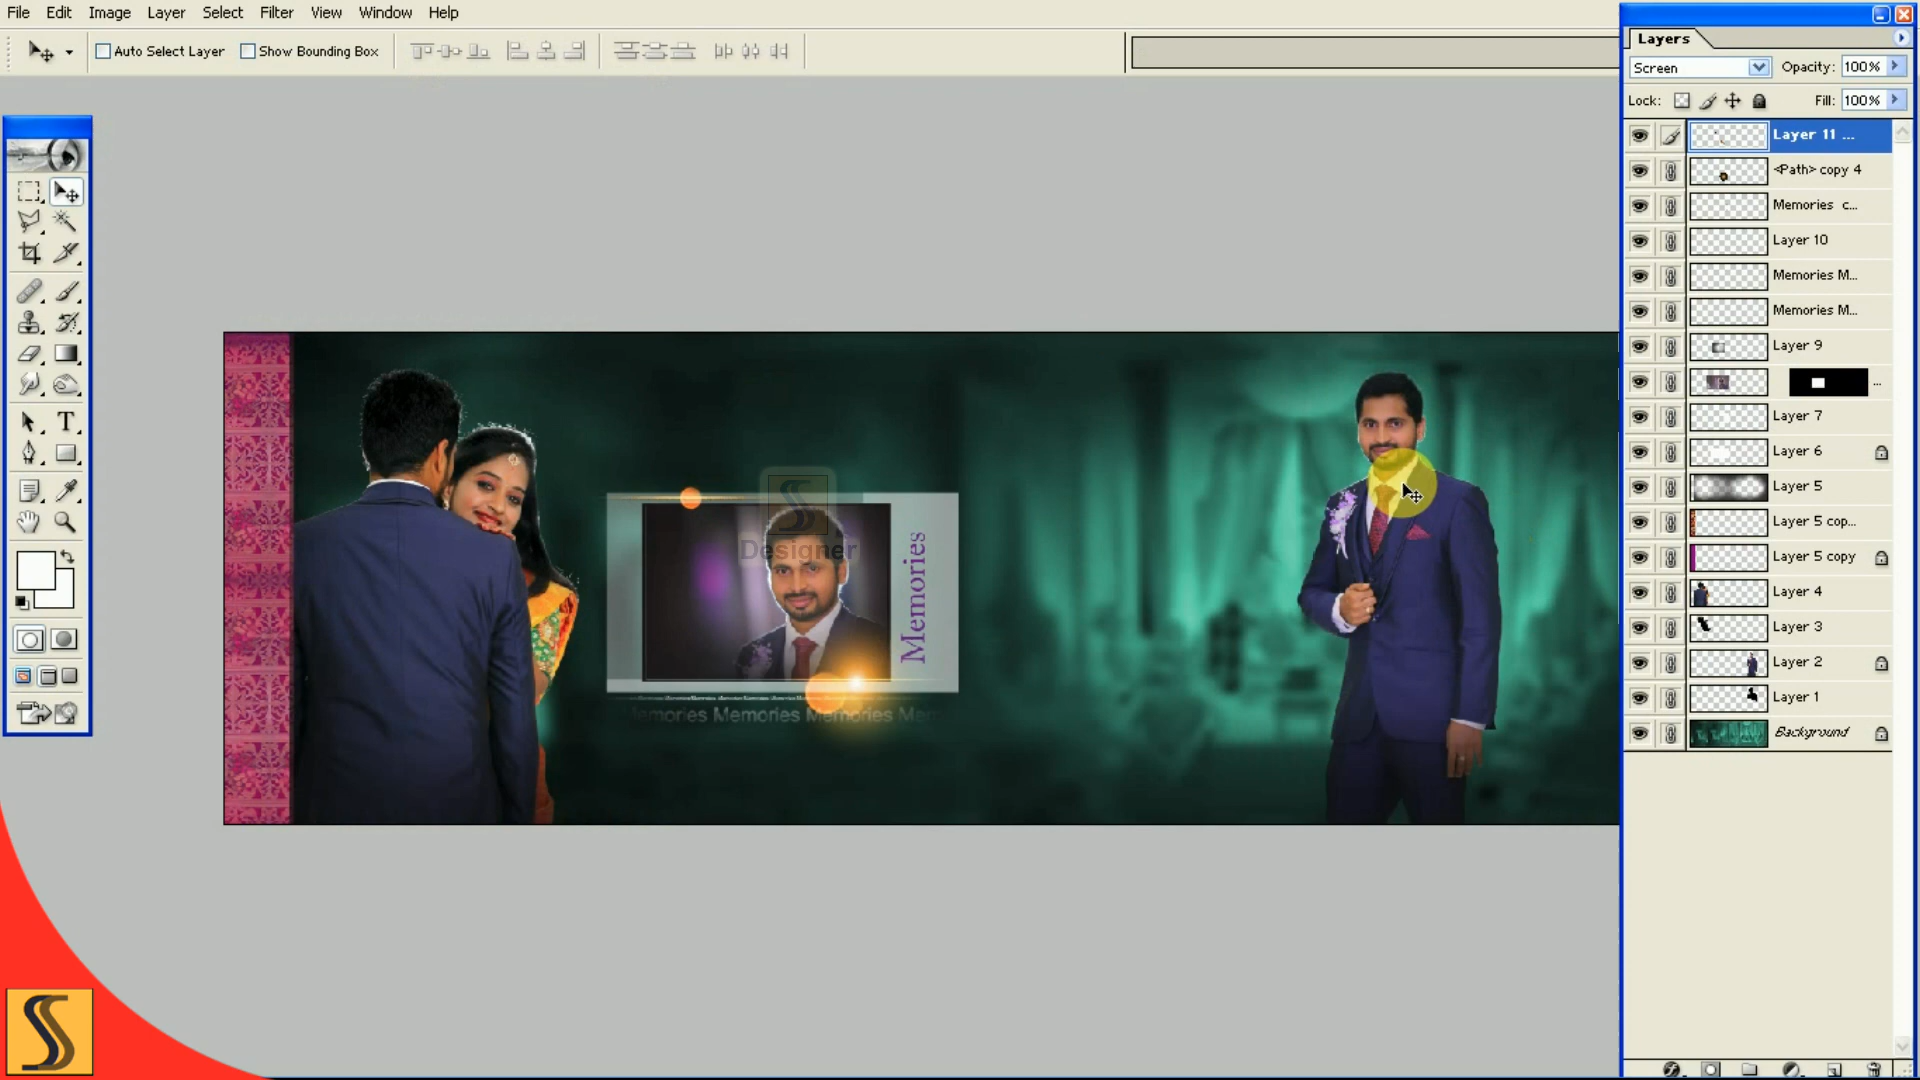 File Edit Image Layer Select Filter View Window Help
Auto Select Layer Show Bounding Box
Layers
Screen Opacity: 100%
Lock: Fill: 100%
Layer 11 ...
<Path> copy 4
Memories c...
Layer 10
Memories M...
Memories M...
Layer 9
...
Layer 7
Layer 6
Layer 5
Layer 5 cop...
Layer 5 copy
Layer 4
Layer 3
Layer 2
Layer 1
Background
Designer
Memories
Memories Memories Memories Mem